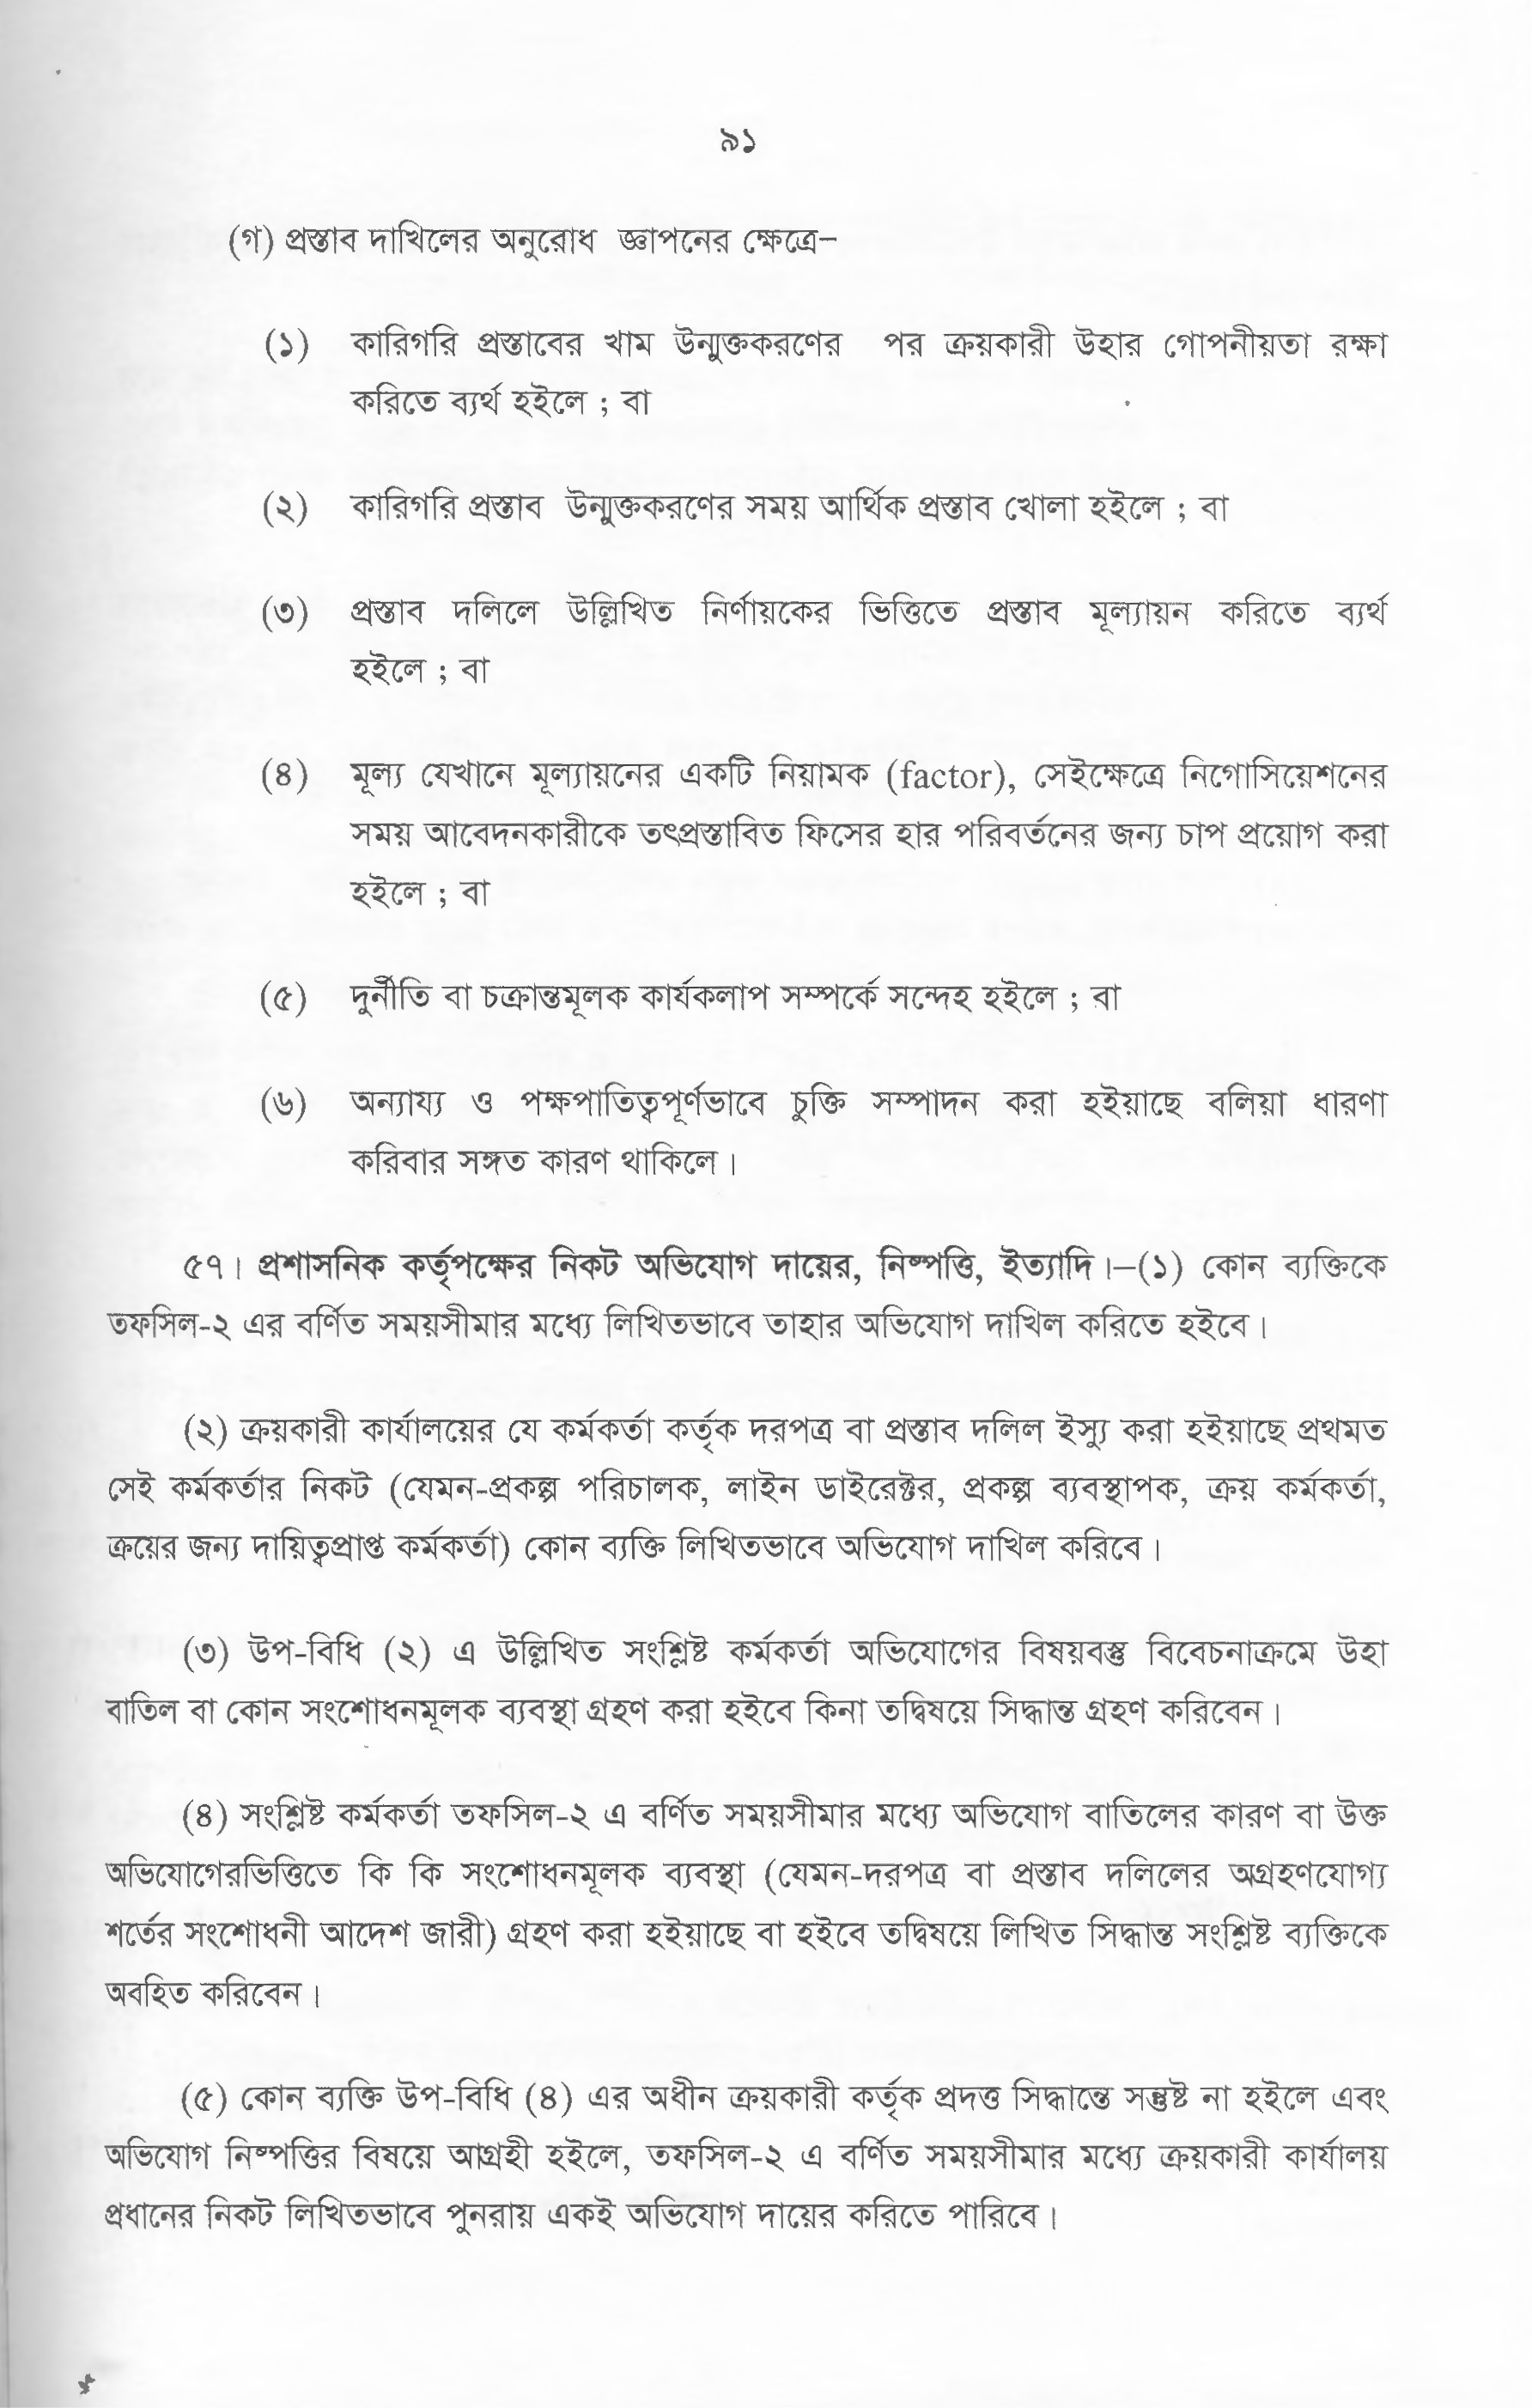 ৯১
(গ) প্রস্তাব দাখিলের অনুরোধ জ্ঞাপনের ক্ষেত্রে–
(১) কারিগরি প্রস্তাবের খাম উন্মুক্তকরণের পর ক্রয়কারী উহার গোপনীয়তা রক্ষা
করিতে ব্যর্থ হইলে ; বা
(২) কারিগরি প্রস্তাব উন্মুক্তকরণের সময় আর্থিক প্রস্তাব খোলা হইলে ; বা
(৩) প্রস্তাব দলিলে উল্লিখিত নির্ণায়কের ভিত্তিতে প্রস্তাব মূল্যায়ন করিতে ব্যর্থ
হইলে ; বা
(৪) মূল্য যেখানে মূল্যায়নের একটি নিয়ামক (factor), সেইক্ষেত্রে নিগোসিয়েশনের
সময় আবেদনকারীকে তৎপ্রস্তাবিত ফিসের হার পরিবর্তনের জন্য চাপ প্রয়োগ করা
হইলে ; বা
(৫) দুর্নীতি বা চক্রান্তমূলক কার্যকলাপ সম্পর্কে সন্দেহ হইলে ; বা
(৬) অন্যায্য ও পক্ষপাতিত্বপূর্ণভাবে চুক্তি সম্পাদন করা হইয়াছে বলিয়া ধারণা
করিবার সঙ্গত কারণ থাকিলে।
৫৭। প্রশাসনিক কর্তৃপক্ষের নিকট অভিযোগ দায়ের, নিষ্পত্তি, ইত্যাদি।–(১) কোন ব্যক্তিকে
তফসিল-২ এর বর্ণিত সময়সীমার মধ্যে লিখিতভাবে তাহার অভিযোগ দাখিল করিতে হইবে।
(২) ক্রয়কারী কার্যালয়ের যে কর্মকর্তা কর্তৃক দরপত্র বা প্রস্তাব দলিল ইস্যু করা হইয়াছে প্রথমত
সেই কর্মকর্তার নিকট (যেমন-প্রকল্প পরিচালক, লাইন ডাইরেক্টর, প্রকল্প ব্যবস্থাপক, ক্রয় কর্মকর্তা,
ক্রয়ের জন্য দায়িত্বপ্রাপ্ত কর্মকর্তা) কোন ব্যক্তি লিখিতভাবে অভিযোগ দাখিল করিবে।
(৩) উপ-বিধি (২) এ উল্লিখিত সংশ্লিষ্ট কর্মকর্তা অভিযোগের বিষয়বস্তু বিবেচনাক্রমে উহা
বাতিল বা কোন সংশোধনমূলক ব্যবস্থা গ্রহণ করা হইবে কিনা তদ্বিষয়ে সিদ্ধান্ত গ্রহণ করিবেন।
(৪) সংশ্লিষ্ট কর্মকর্তা তফসিল-২ এ বর্ণিত সময়সীমার মধ্যে অভিযোগ বাতিলের কারণ বা উক্ত
অভিযোগেরভিত্তিতে কি কি সংশোধনমূলক ব্যবস্থা (যেমন-দরপত্র বা প্রস্তাব দলিলের অগ্রহণযোগ্য
শর্তের সংশোধনী আদেশ জারী) গ্রহণ করা হইয়াছে বা হইবে তদ্বিষয়ে লিখিত সিদ্ধান্ত সংশ্লিষ্ট ব্যক্তিকে
অবহিত করিবেন।
(৫) কোন ব্যক্তি উপ-বিধি (৪) এর অধীন ক্রয়কারী কর্তৃক প্রদত্ত সিদ্ধান্তে সন্তুষ্ট না হইলে এবং
অভিযোগ নিষ্পত্তির বিষয়ে আগ্রহী হইলে, তফসিল-২ এ বর্ণিত সময়সীমার মধ্যে ক্রয়কারী কার্যালয়
প্রধানের নিকট লিখিতভাবে পুনরায় একই অভিযোগ দায়ের করিতে পারিবে।